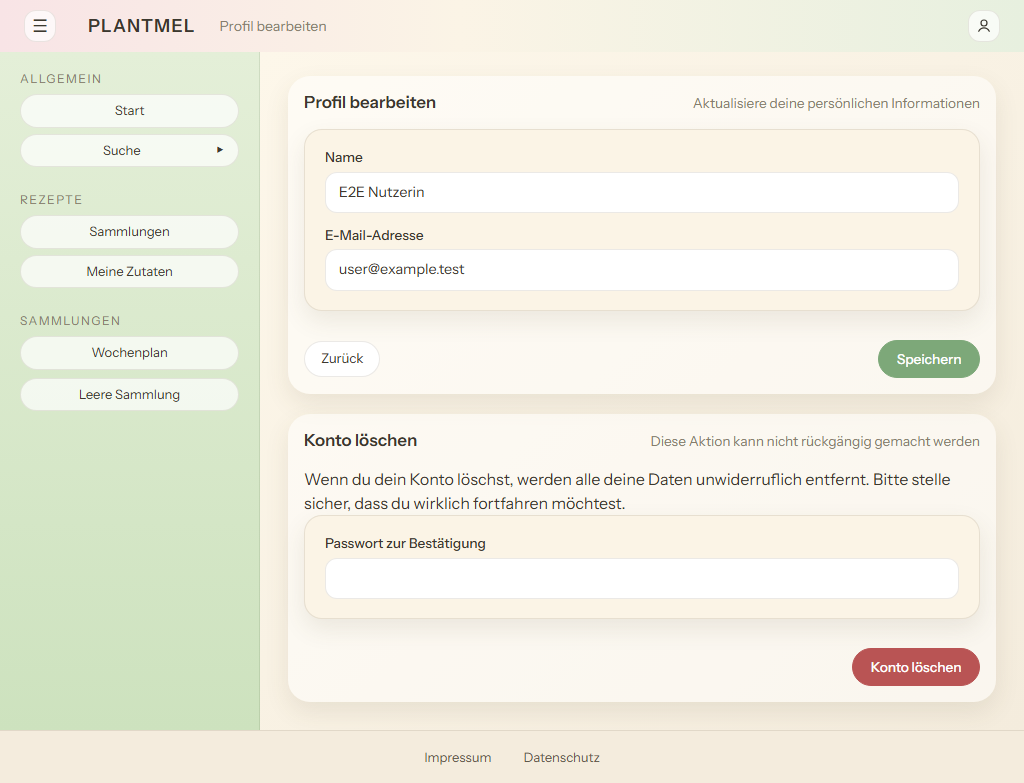 PLANTMEL
Profil bearbeiten
ALLGEMEIN
Start
Suche
REZEPTE
Sammlungen
Meine Zutaten
SAMMLUNGEN
Wochenplan
Leere Sammlung
Profil bearbeiten
Aktualisiere deine persönlichen Informationen
Name
E2E Nutzerin
E-Mail-Adresse
user@example.test
Zurück
Speichern
Konto löschen
Diese Aktion kann nicht rückgängig gemacht werden
Wenn du dein Konto löschst, werden alle deine Daten unwiderruflich entfernt. Bitte stelle
sicher, dass du wirklich fortfahren möchtest.
Passwort zur Bestätigung
Konto löschen
Impressum
Datenschutz